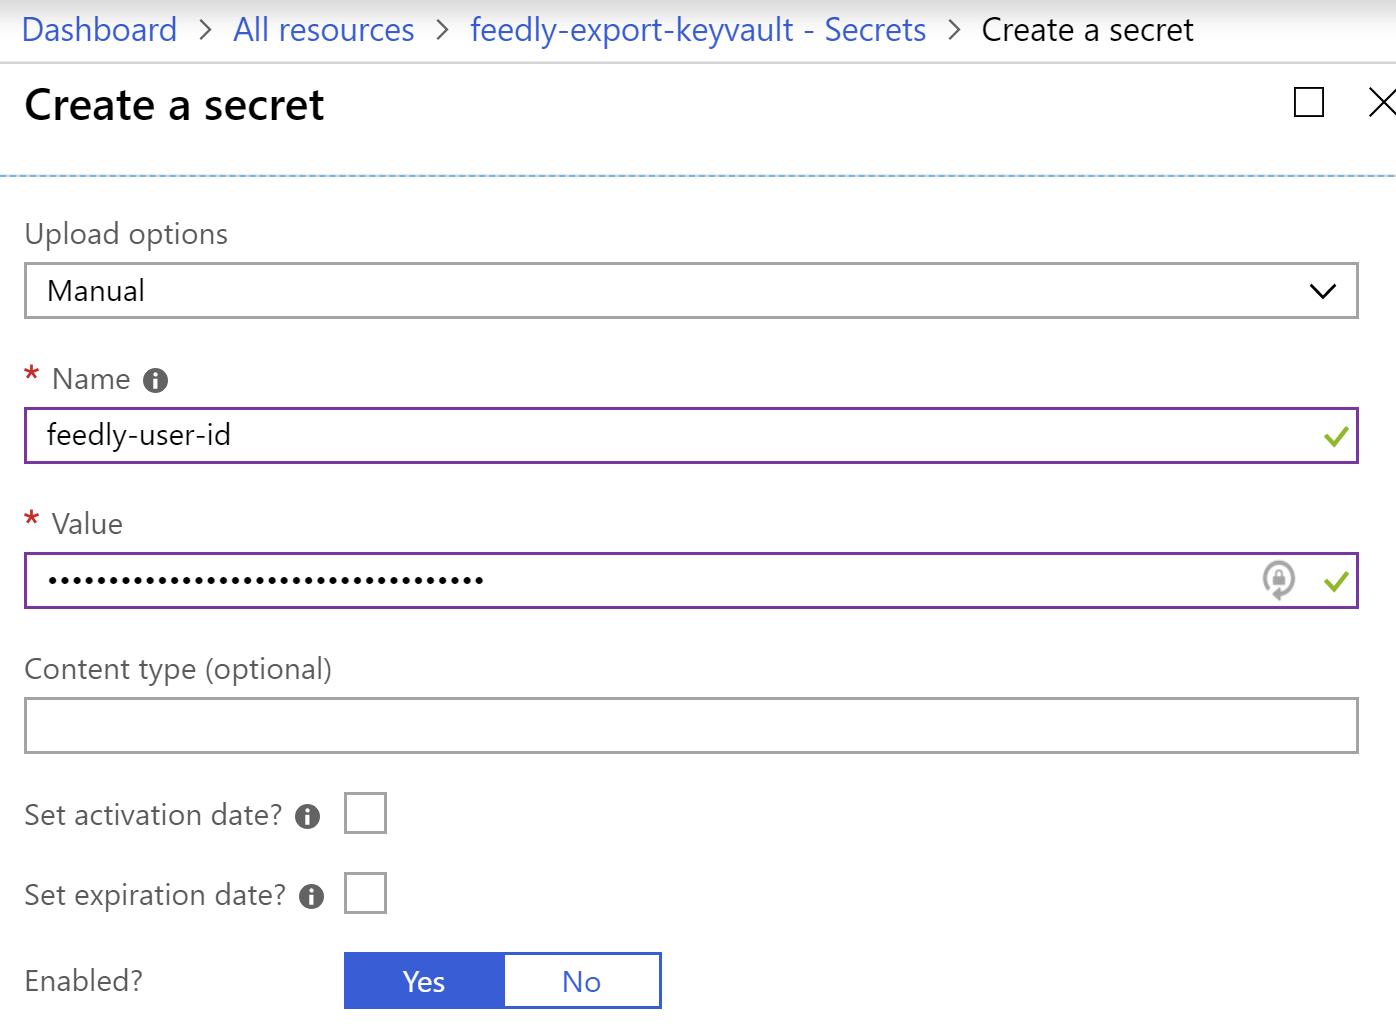 Dashboard > All resources > feedly-export-keyvault - Secrets > Create a secret
Create a secret
Upload options
Manual
* Name
feedly-user-id
* Value
••••••••••••••••••••••••••••••••••••
Content type (optional)
Set activation date?
Set expiration date?
Enabled? Yes No